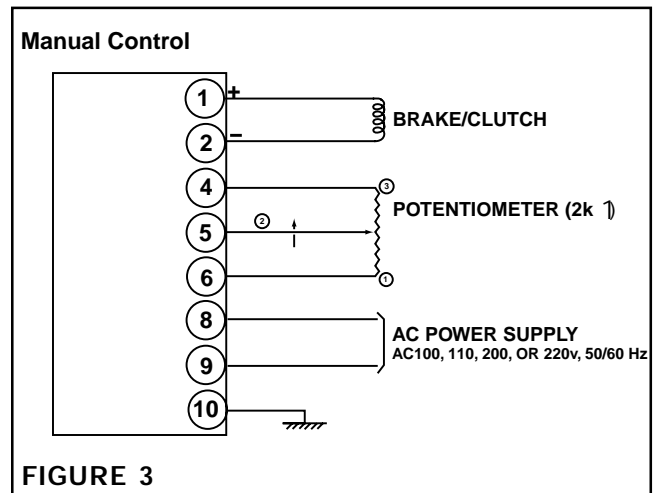 Manual Control
1 +
BRAKE/CLUTCH
2 –
4 ③
POTENTIOMETER (2k
5 ②
6 ①
8
AC POWER SUPPLY
AC100, 110, 200, OR 220v, 50/60 Hz
9
10
FIGURE 3